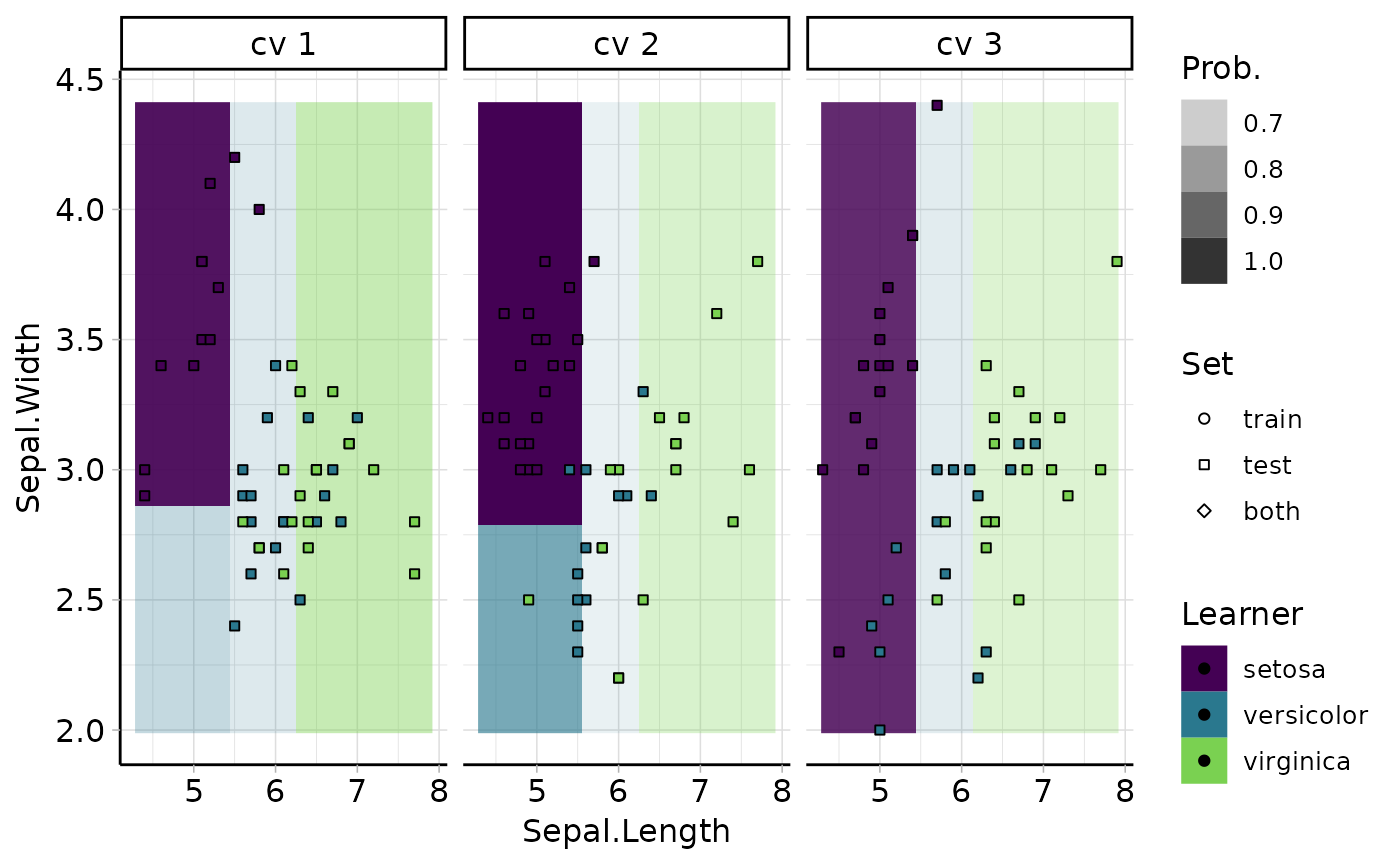 cv 1
cv 2
cv 3
4.5
4.0
3.5
3.0
2.5
2.0
Sepal.Width
5 6 7 8
5 6 7 8
5 6 7 8
Sepal.Length
Prob.
0.7
0.8
0.9
1.0
Set
train
test
both
Learner
setosa
versicolor
virginica